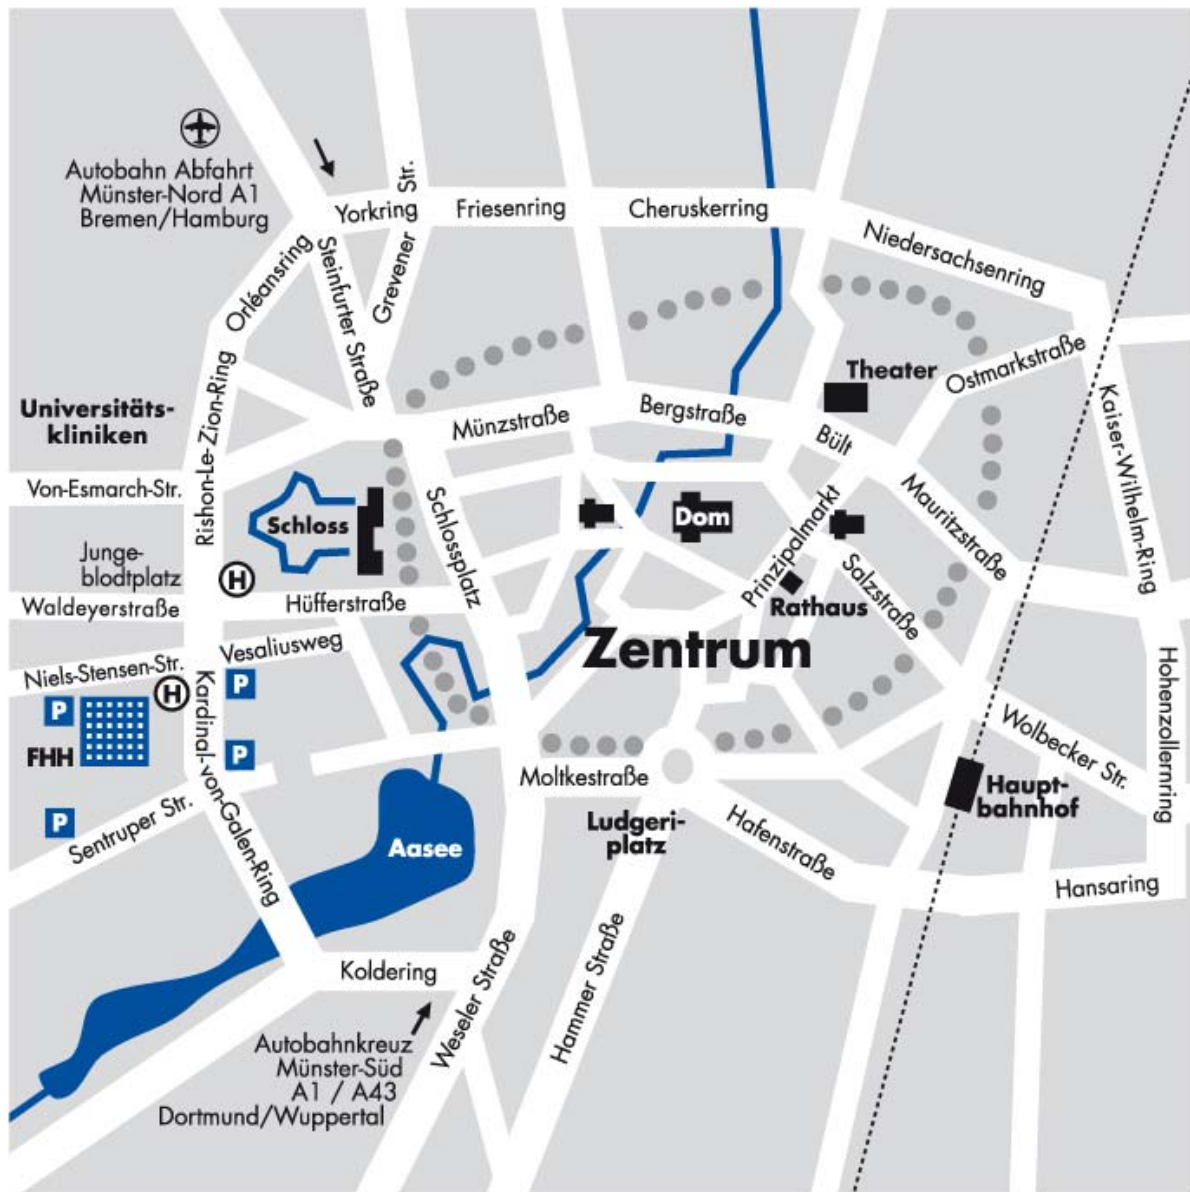 Autobahn Abfahrt
Münster-Nord A1
Bremen/Hamburg
Yorkring
Grevener Str.
Friesenring
Cheruskerring
Niedersachsenring
Orléansring
Steinfurter Straße
Rishon-Le-Zion-Ring
Universitäts-
kliniken
Münzstraße
Bergstraße
Theater
Ostmarkstraße
Bült
Kaiser-Wilhelm-Ring
Von-Esmarch-Str.
Schloss
Schlossplatz
Dom
Prinzipalmarkt
Mauritzstraße
Junge-
blodtplatz
H
Waldeyerstraße
Hüfferstraße
Rathaus
Salzstraße
Zentrum
Niels-Stensen-Str.
Vesaliusweg
H
P
P
P
P
FHH
Kardinal-von-Galen-Ring
Sentruper Str.
Aasee
Moltkestraße
Ludgeri-
platz
Hafenstraße
Haupt-
bahnhof
Wolbecker Str.
Hohenzollernring
Hansaring
Koldering
Weseler Straße
Hammer Straße
Autobahnkreuz
Münster-Süd
A1 / A43
Dortmund/Wuppertal